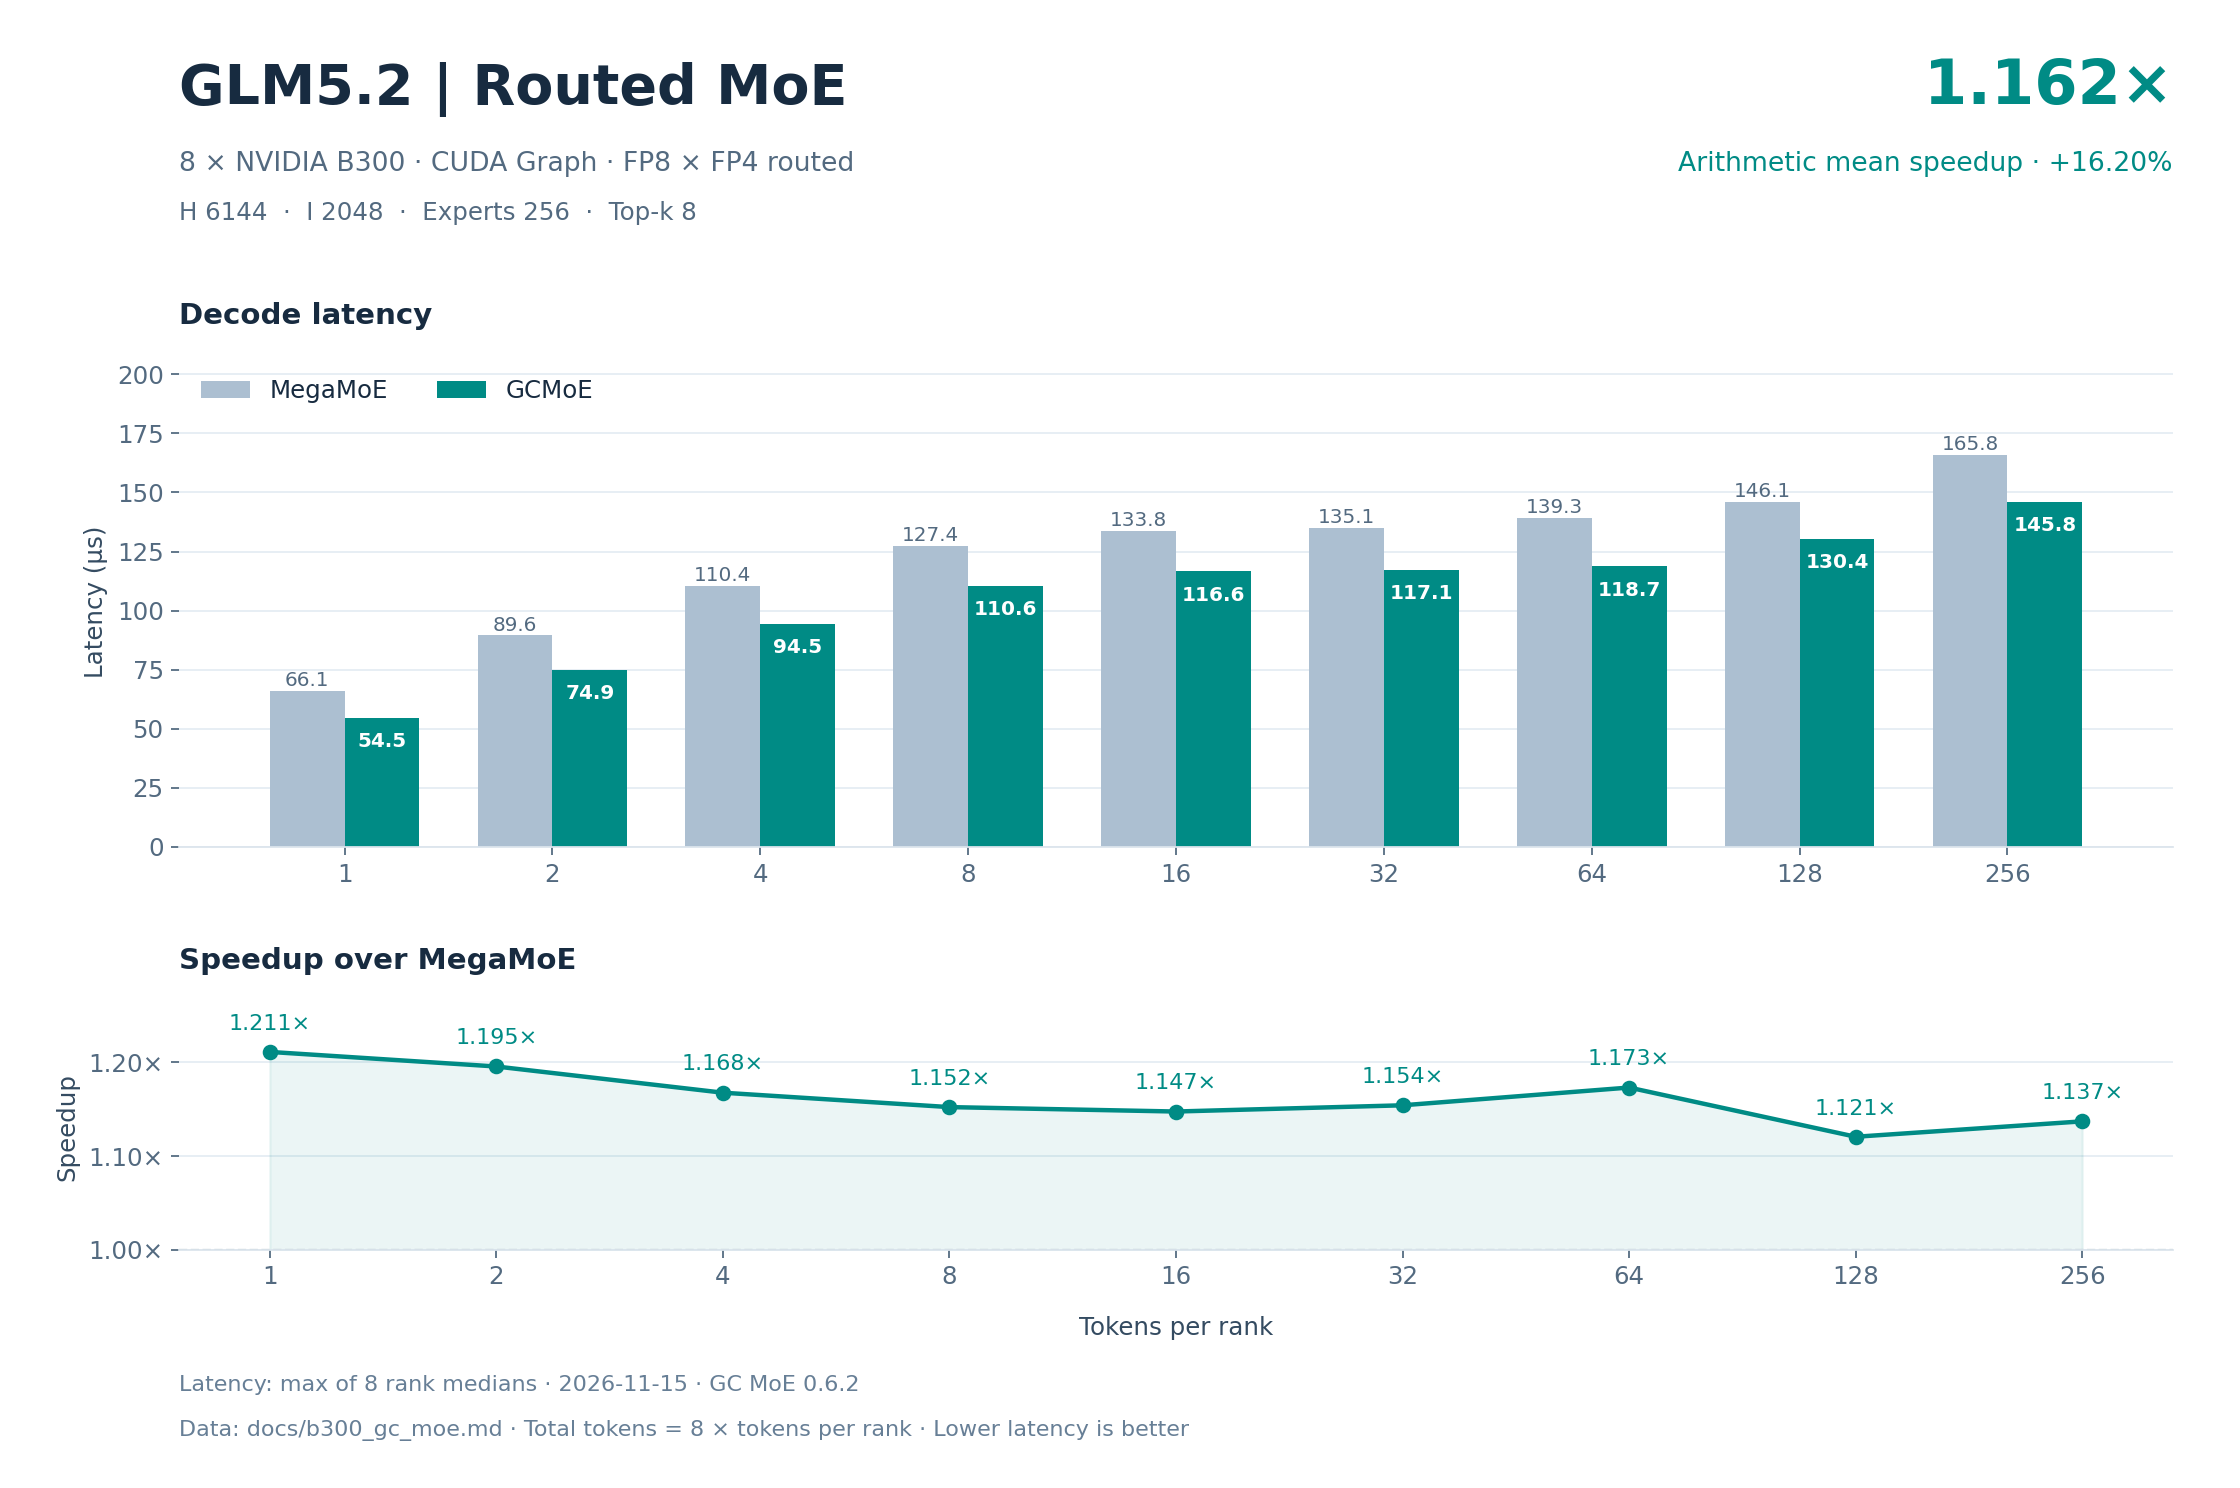 GLM5.2 | Routed MoE
1.162×
8 × NVIDIA B300 · CUDA Graph · FP8 × FP4 routed
Arithmetic mean speedup · +16.20%
H 6144 · I 2048 · Experts 256 · Top-k 8
Decode latency
MegaMoE GCMoE
Latency (µs)
200
175
150
125
100
75
50
25
0
66.1 89.6 110.4 127.4 133.8 135.1 139.3 146.1 165.8
54.5 74.9 94.5 110.6 116.6 117.1 118.7 130.4 145.8
1 2 4 8 16 32 64 128 256
Speedup over MegaMoE
Speedup
1.20×
1.10×
1.00×
1.211× 1.195× 1.168× 1.152× 1.147× 1.154× 1.173× 1.121× 1.137×
1 2 4 8 16 32 64 128 256
Tokens per rank
Latency: max of 8 rank medians · 2026-11-15 · GC MoE 0.6.2
Data: docs/b300_gc_moe.md · Total tokens = 8 × tokens per rank · Lower latency is better